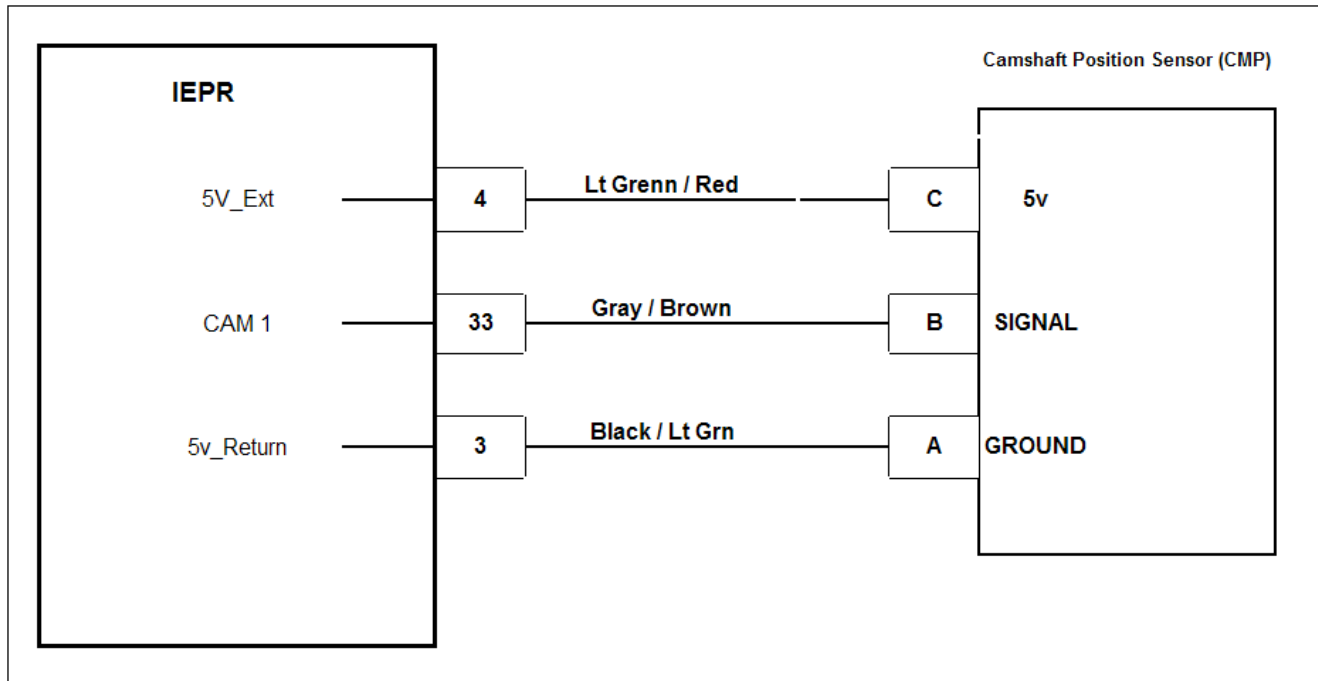 Camshaft Position Sensor (CMP)
IEPR
5V_Ext
4
Lt Grenn / Red
C
5v
CAM 1
33
Gray / Brown
B
SIGNAL
5v_Return
3
Black / Lt Grn
A
GROUND